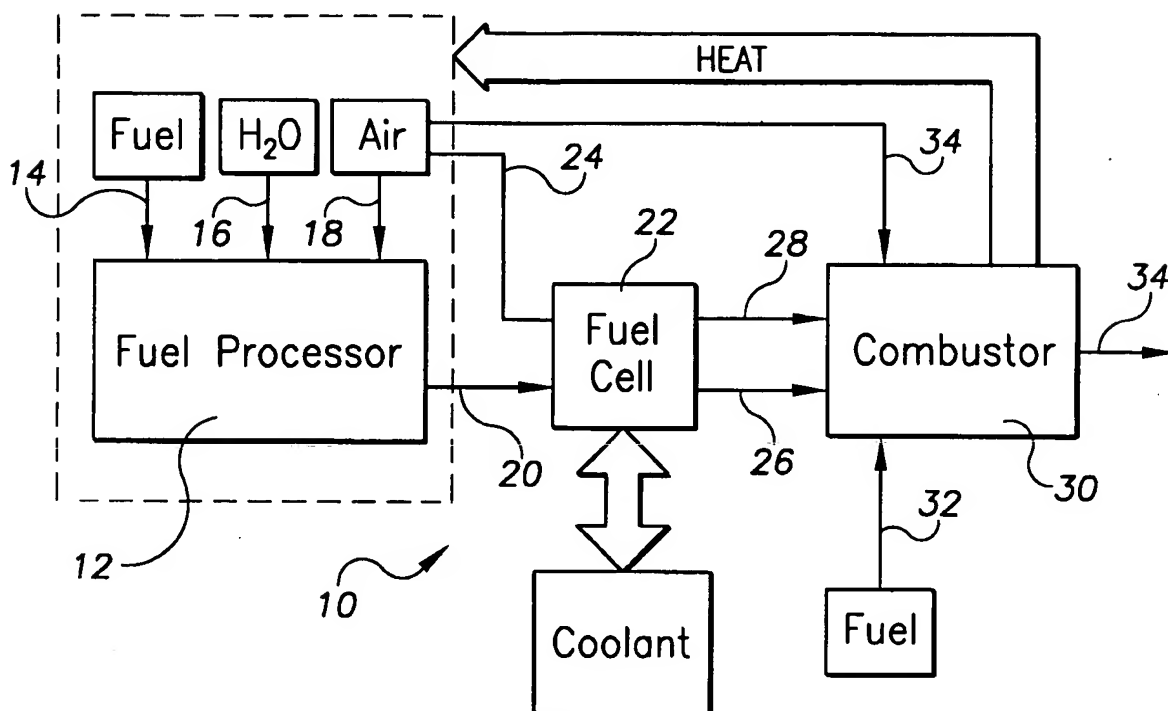 HEAT
Fuel
H₂O
Air
34
14
24
16
18
22
28
Fuel Processor
Fuel
Cell
Combustor
34
20
26
30
12
32
10
Coolant
Fuel